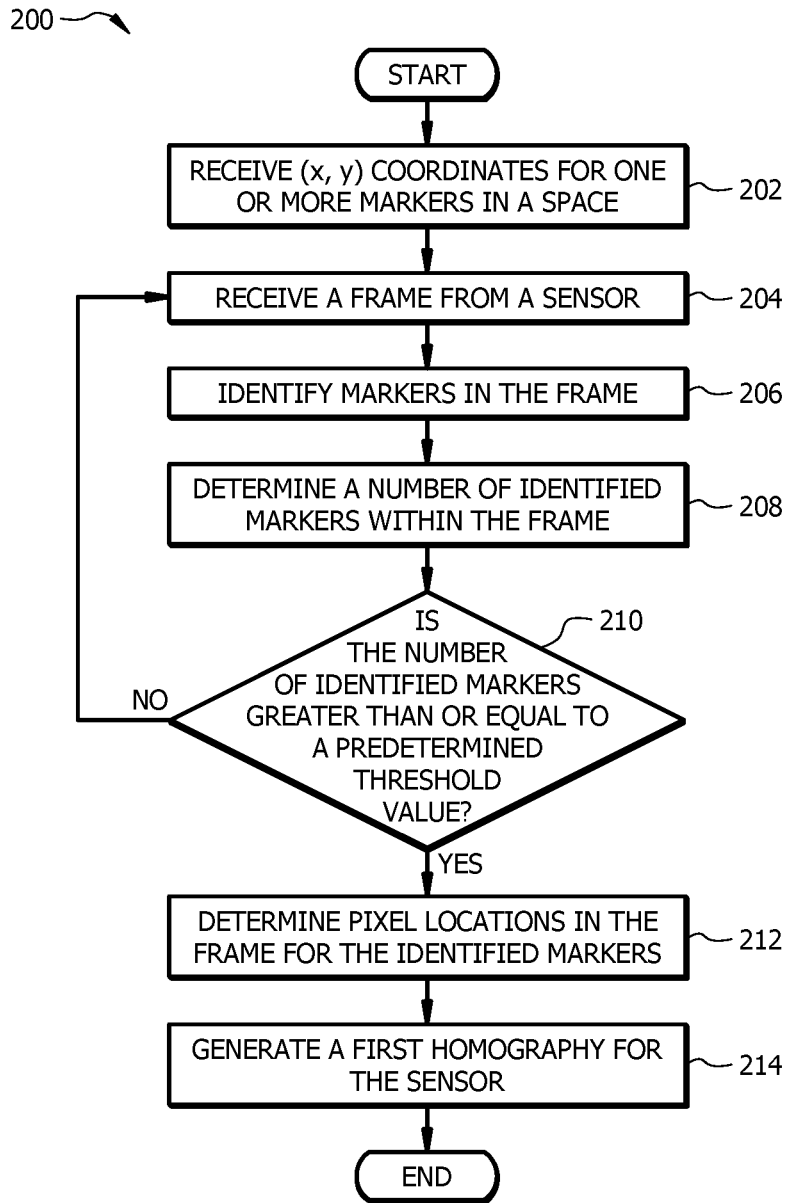 200
START
RECEIVE (x, y) COORDINATES FOR ONE
OR MORE MARKERS IN A SPACE
202
RECEIVE A FRAME FROM A SENSOR
204
IDENTIFY MARKERS IN THE FRAME
206
DETERMINE A NUMBER OF IDENTIFIED
MARKERS WITHIN THE FRAME
208
IS
THE NUMBER
OF IDENTIFIED MARKERS
GREATER THAN OR EQUAL TO
A PREDETERMINED
THRESHOLD
VALUE?
210
NO
YES
DETERMINE PIXEL LOCATIONS IN THE
FRAME FOR THE IDENTIFIED MARKERS
212
GENERATE A FIRST HOMOGRAPHY FOR
THE SENSOR
214
END